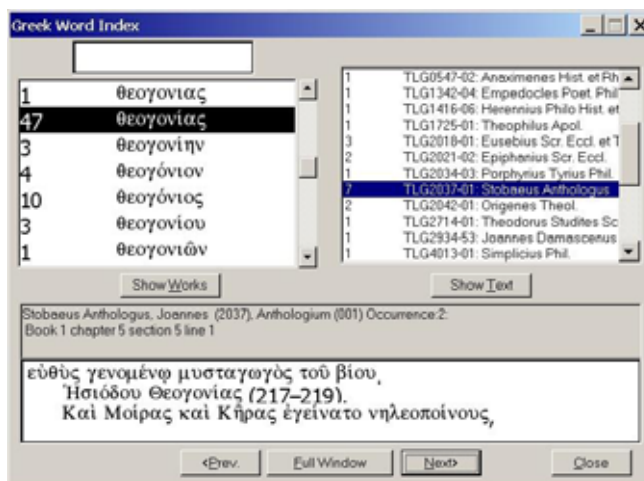 Greek Word Index
1 θεογονιας
47 θεογονίας
3 θεογονίην
4 θεογόνιον
10 θεογόνιος
3 θεογονίου
1 θεογονιῶν
Show Works
1 TLG0547-02: Anaximenes Hist. et Rh
1 TLG1342-04: Empedocles Poet. Phil
1 TLG1416-06: Herennius Philo Hist. et
1 TLG1725-01: Theophilus Apol.
3 TLG2018-01: Eusebius Scr. Eccl. et T
2 TLG2021-02: Epiphanius Scr. Eccl.
1 TLG2034-03: Porphyrius Tyrius Phil.
7 TLG2037-01: Stobaeus Anthologus
2 TLG2042-01: Origenes Theol.
1 TLG2714-01: Theodorus Studites Sc
1 TLG2934-53: Joannes Damascenus
1 TLG4013-01: Simplicius Phil.
Show Text
Stobaeus Anthologus, Joannes (2037), Anthologium (001) Occurrence:2:
Book 1 chapter 5 section 5 line 1
εὐθὺς γενομένῳ μυσταγωγὸς τοῦ βίου,
Ἡσιόδου Θεογονίας (217–219).
Καὶ Μοίρας καὶ Κῆρας ἐγείνατο νηλεοποίνους,
<Prev.
Full Window
Next>
Close